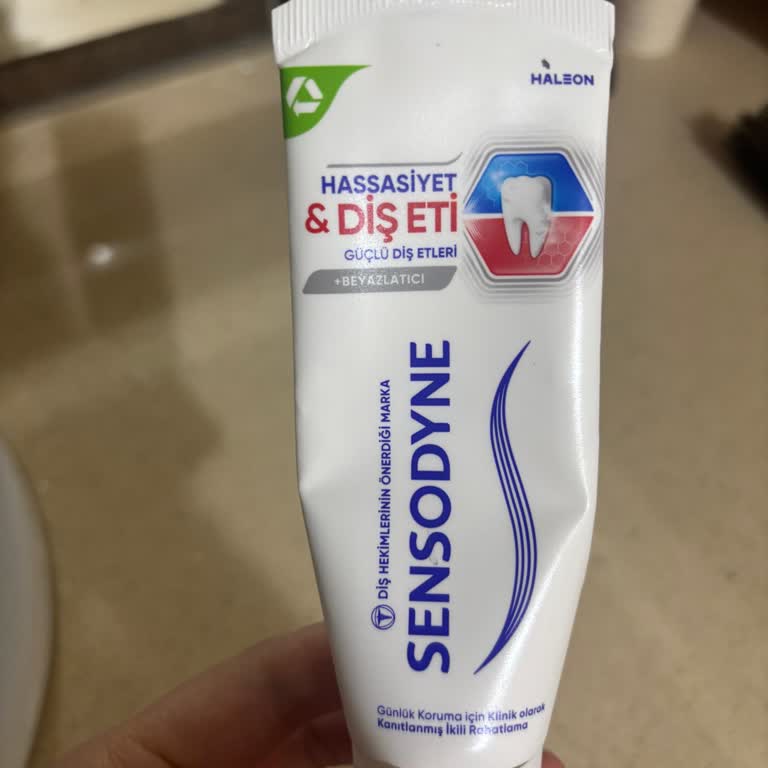 HALEON
HASSASİYET
& DİŞ ETİ
GÜÇLÜ DİŞ ETLERİ
+BEYAZLATICI
DİŞ HEKİMLERİNİN ÖNERDİĞİ MARKA
SENSODYNE
Günlük Koruma için Klinik olarak
Kanıtlanmış İkili Rahatlama